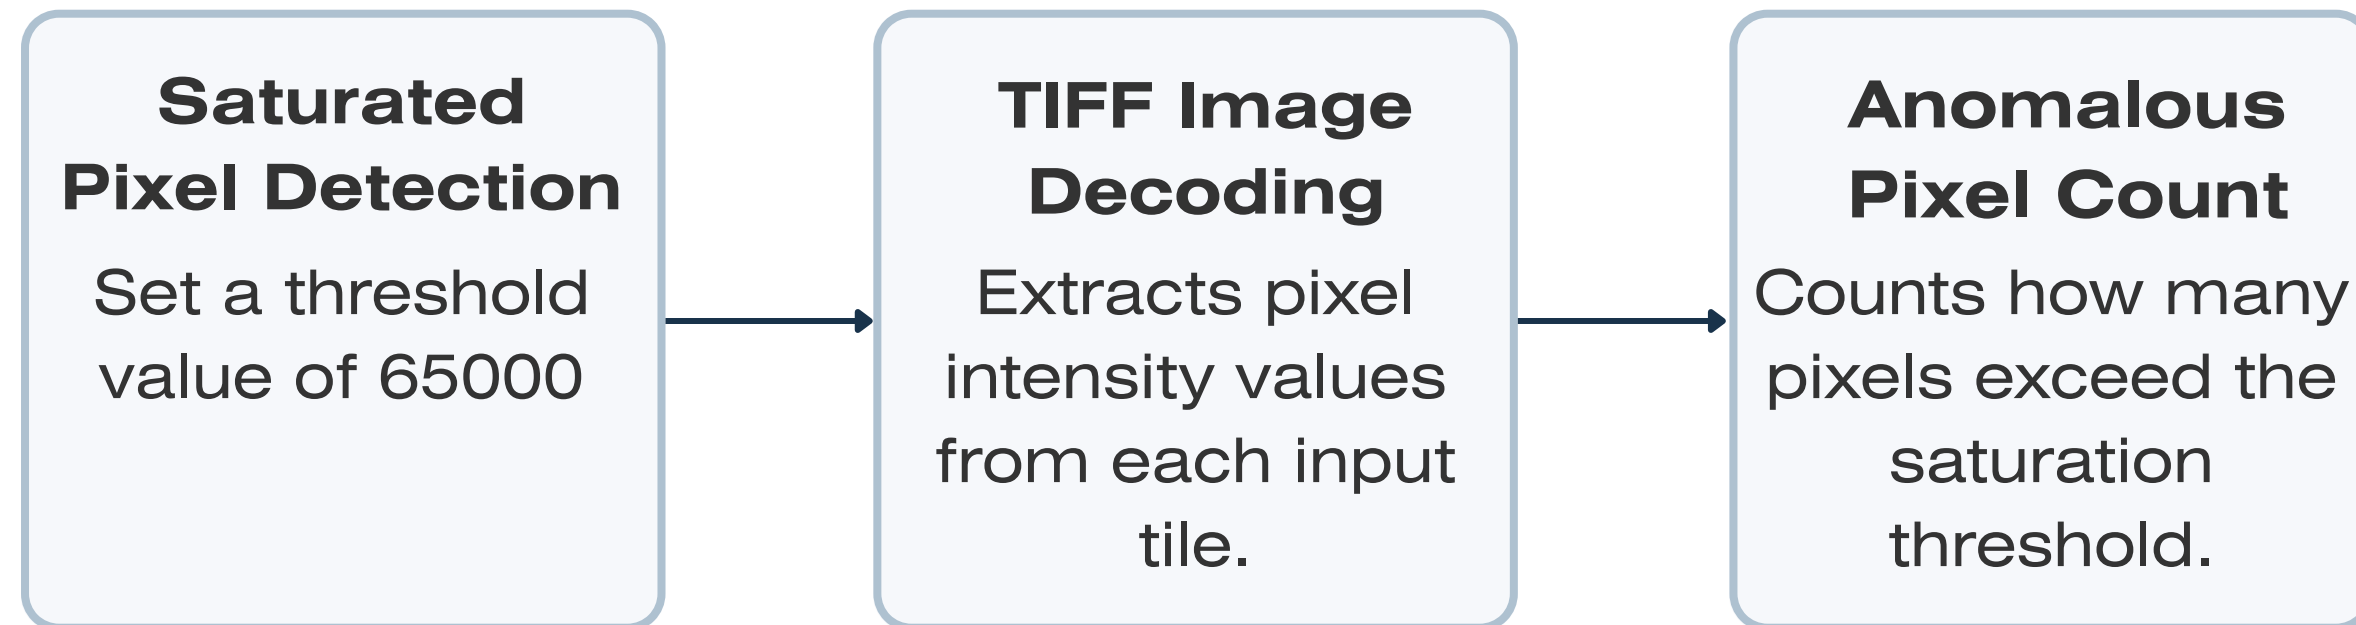 Saturated
Pixel Detection
Set a threshold
value of 65000
TIFF Image
Decoding
Extracts pixel
intensity values
from each input
tile.
Anomalous
Pixel Count
Counts how many
pixels exceed the
saturation
threshold.